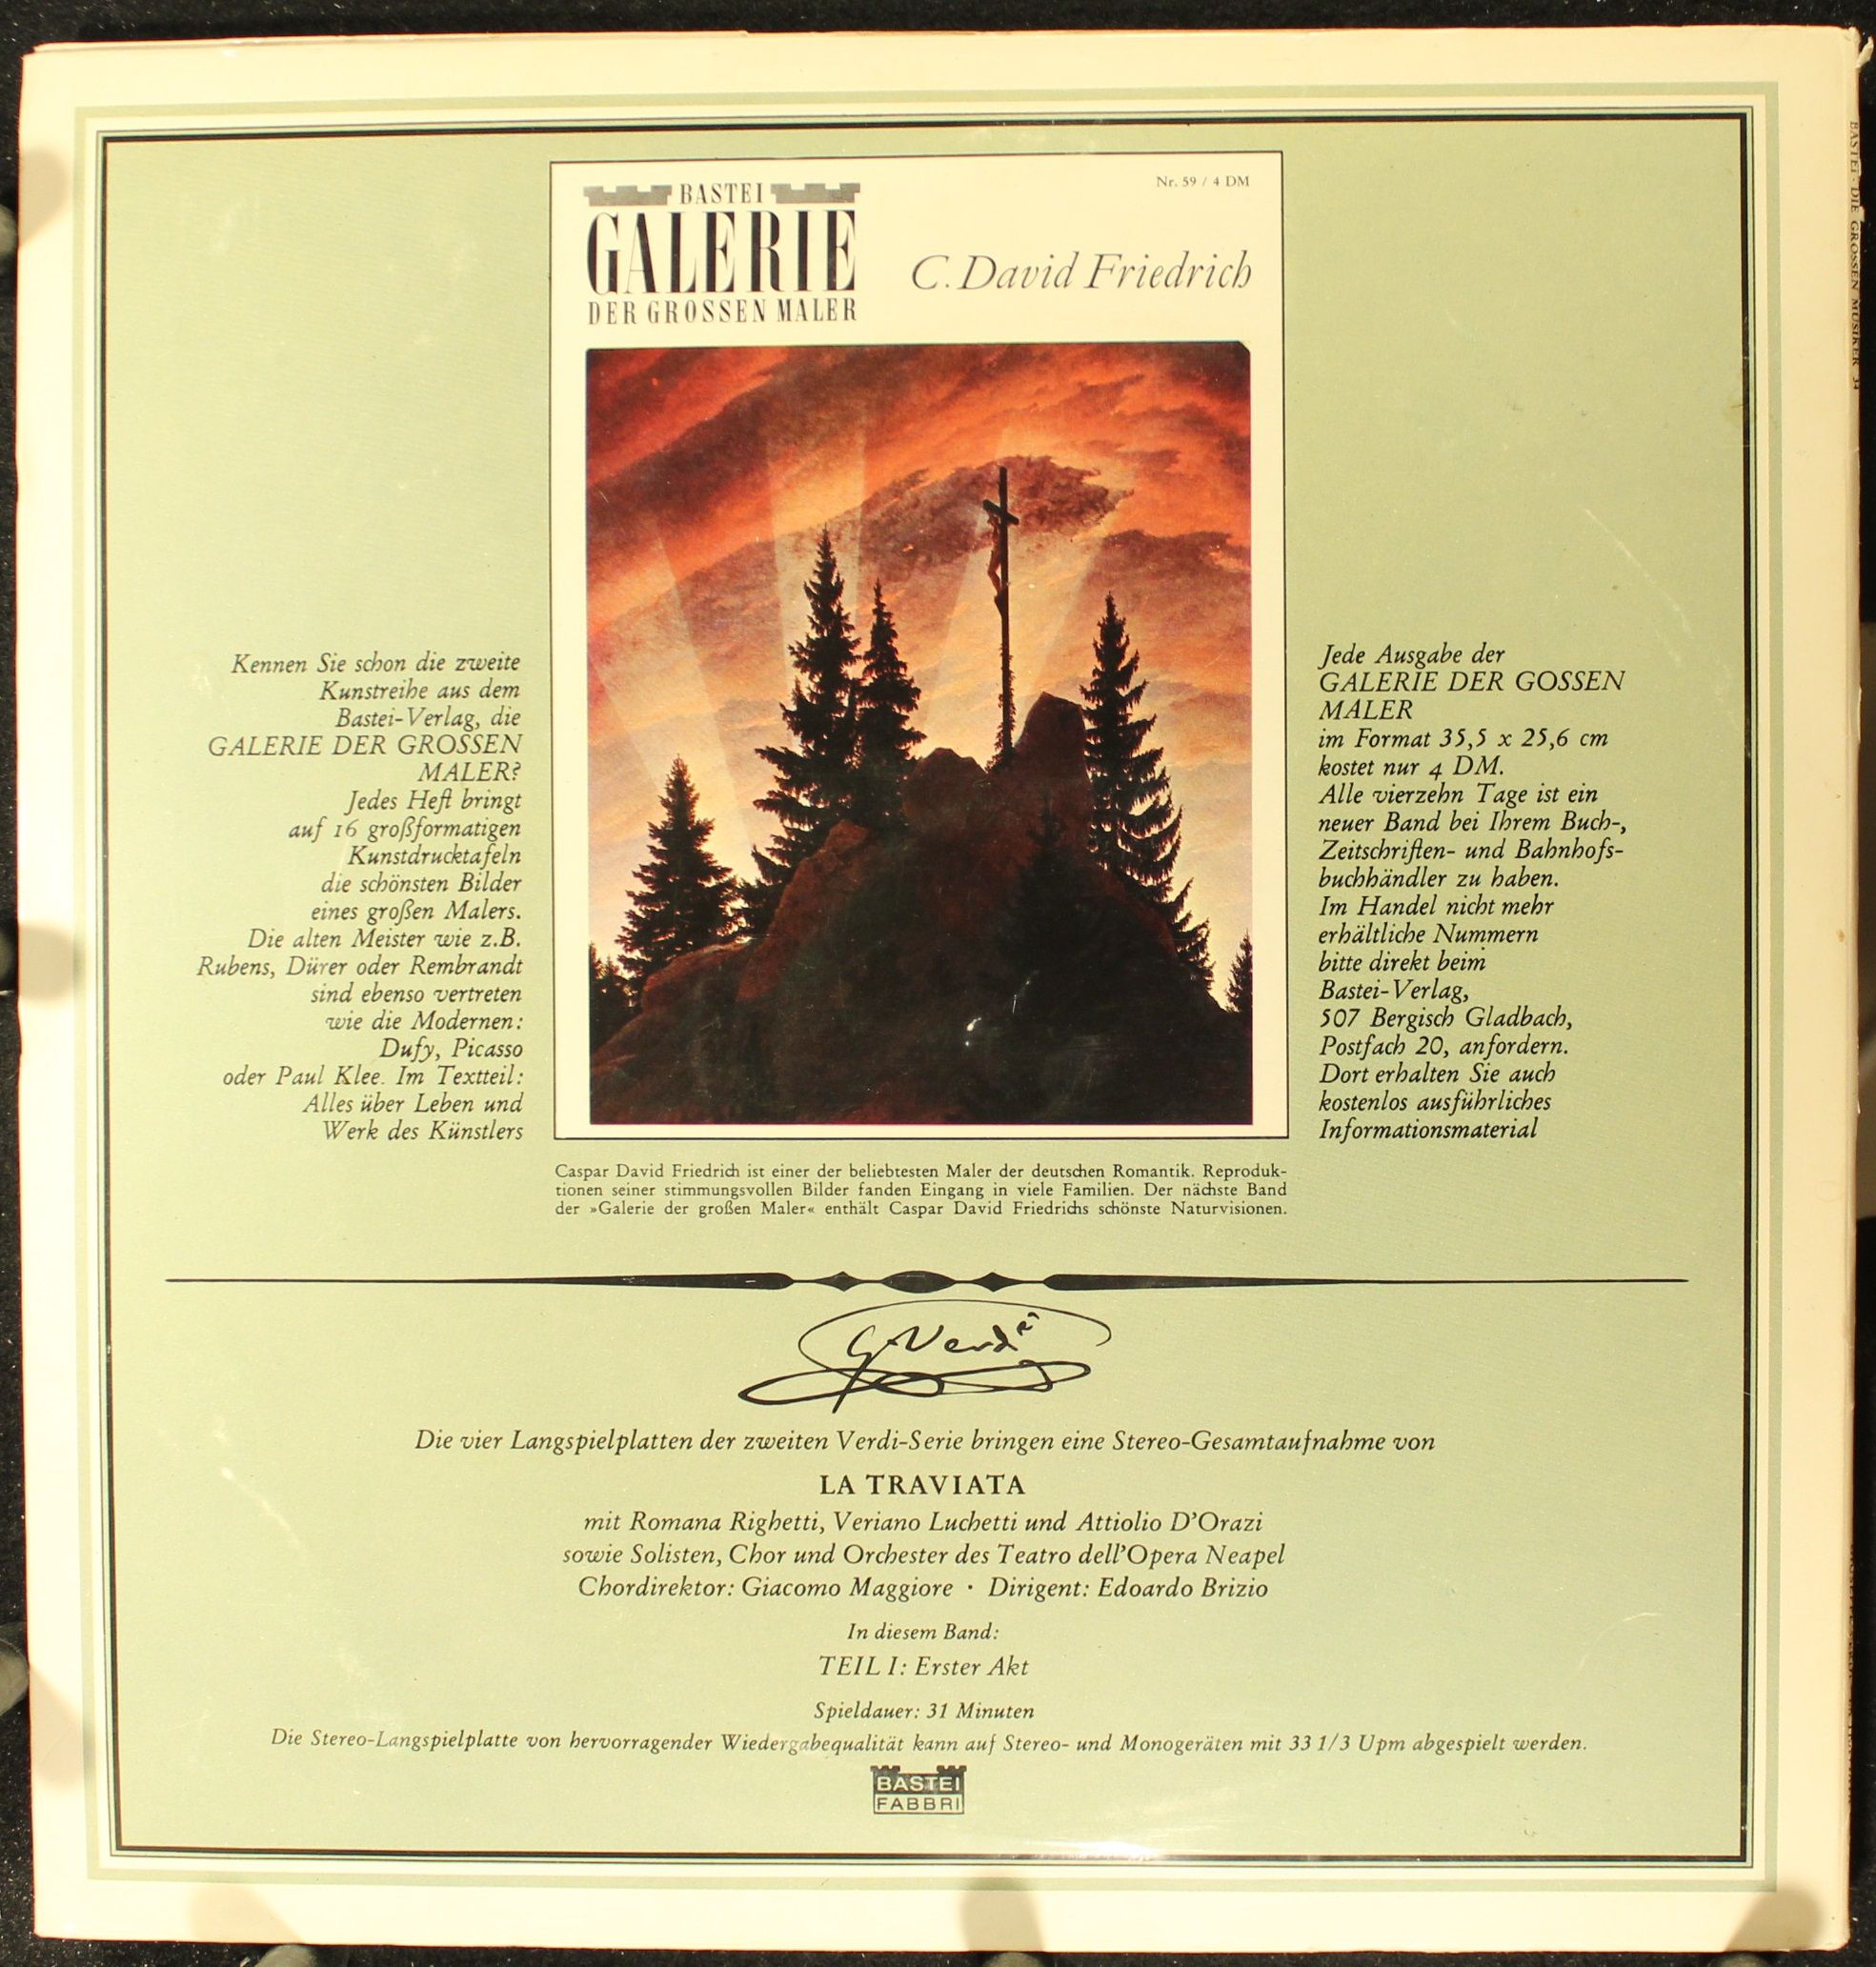 BASTEI
GALERIE
DER GROSSEN MALER
Nr. 59 / 4 DM
C. David Friedrich
Kennen Sie schon die zweite
Kunstreihe aus dem
Bastei-Verlag, die
GALERIE DER GROSSEN
MALER?
Jedes Heft bringt
auf 16 großformatigen
Kunstdrucktafeln
die schönsten Bilder
eines großen Malers.
Die alten Meister wie z.B.
Rubens, Dürer oder Rembrandt
sind ebenso vertreten
wie die Modernen:
Dufy, Picasso
oder Paul Klee. Im Textteil:
Alles über Leben und
Werk des Künstlers
Jede Ausgabe der
GALERIE DER GOSSEN
MALER
im Format 35,5 x 25,6 cm
kostet nur 4 DM.
Alle vierzehn Tage ist ein
neuer Band bei Ihrem Buch-,
Zeitschriften- und Bahnhofs-
buchhändler zu haben.
Im Handel nicht mehr
erhältliche Nummern
bitte direkt beim
Bastei-Verlag,
507 Bergisch Gladbach,
Postfach 20, anfordern.
Dort erhalten Sie auch
kostenlos ausführliches
Informationsmaterial
Caspar David Friedrich ist einer der beliebtesten Maler der deutschen Romantik. Reproduk-
tionen seiner stimmungsvollen Bilder fanden Eingang in viele Familien. Der nächste Band
der »Galerie der großen Maler« enthält Caspar David Friedrichs schönste Naturvisionen.
G. Verdi
Die vier Langspielplatten der zweiten Verdi-Serie bringen eine Stereo-Gesamtaufnahme von
LA TRAVIATA
mit Romana Righetti, Veriano Luchetti und Attiolio D'Orazi
sowie Solisten, Chor und Orchester des Teatro dell'Opera Neapel
Chordirektor: Giacomo Maggiore · Dirigent: Edoardo Brizio
In diesem Band:
TEIL I: Erster Akt
Spieldauer: 31 Minuten
Die Stereo-Langspielplatte von hervorragender Wiedergabequalität kann auf Stereo- und Monogeräten mit 33 1/3 Upm abgespielt werden.
BASTEI
FABBRI
BASTEI · DIE GROSSEN MUSIKER 34